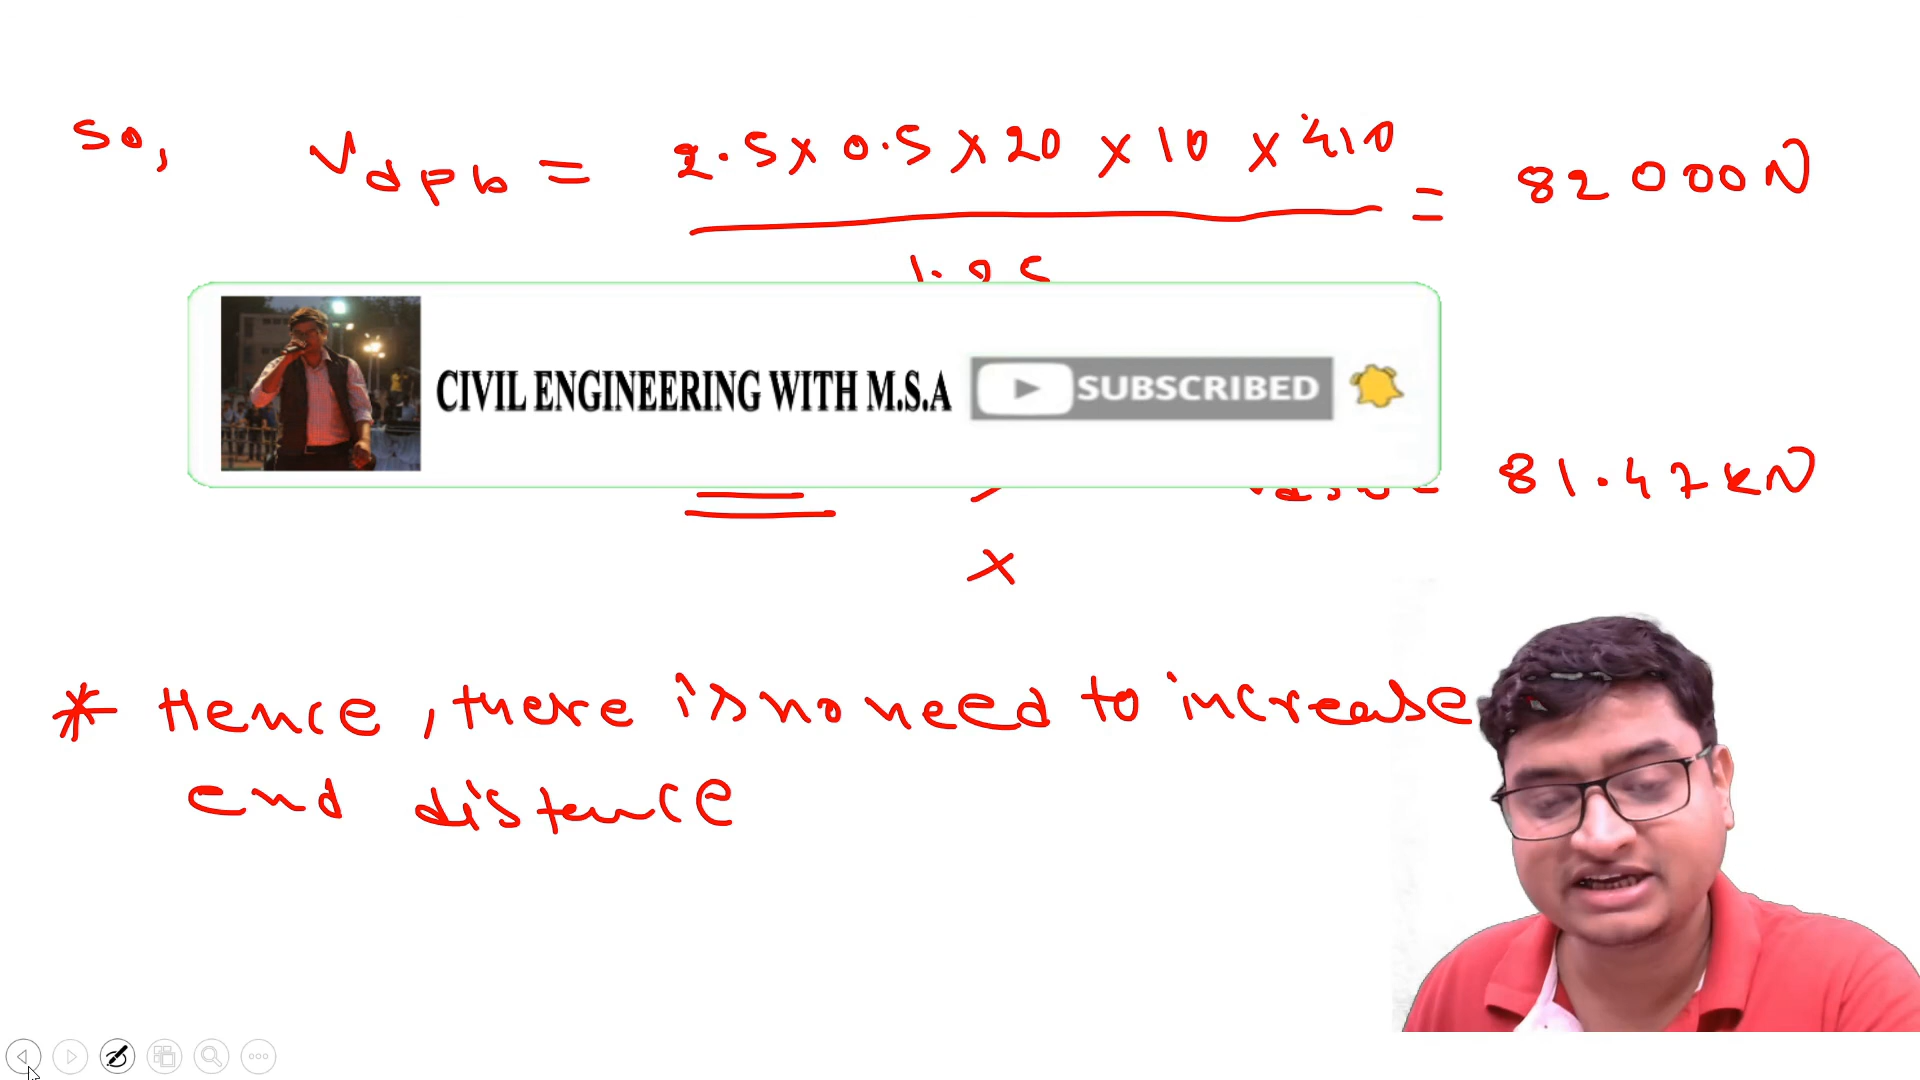 So, Vdpb = 2.5 x 0.5 x 20 x 10 x 410 = 82000N
CIVIL ENGINEERING WITH M.S.A SUBSCRIBED
81.47kN
x
* Hence, there is no need to increase
end distence